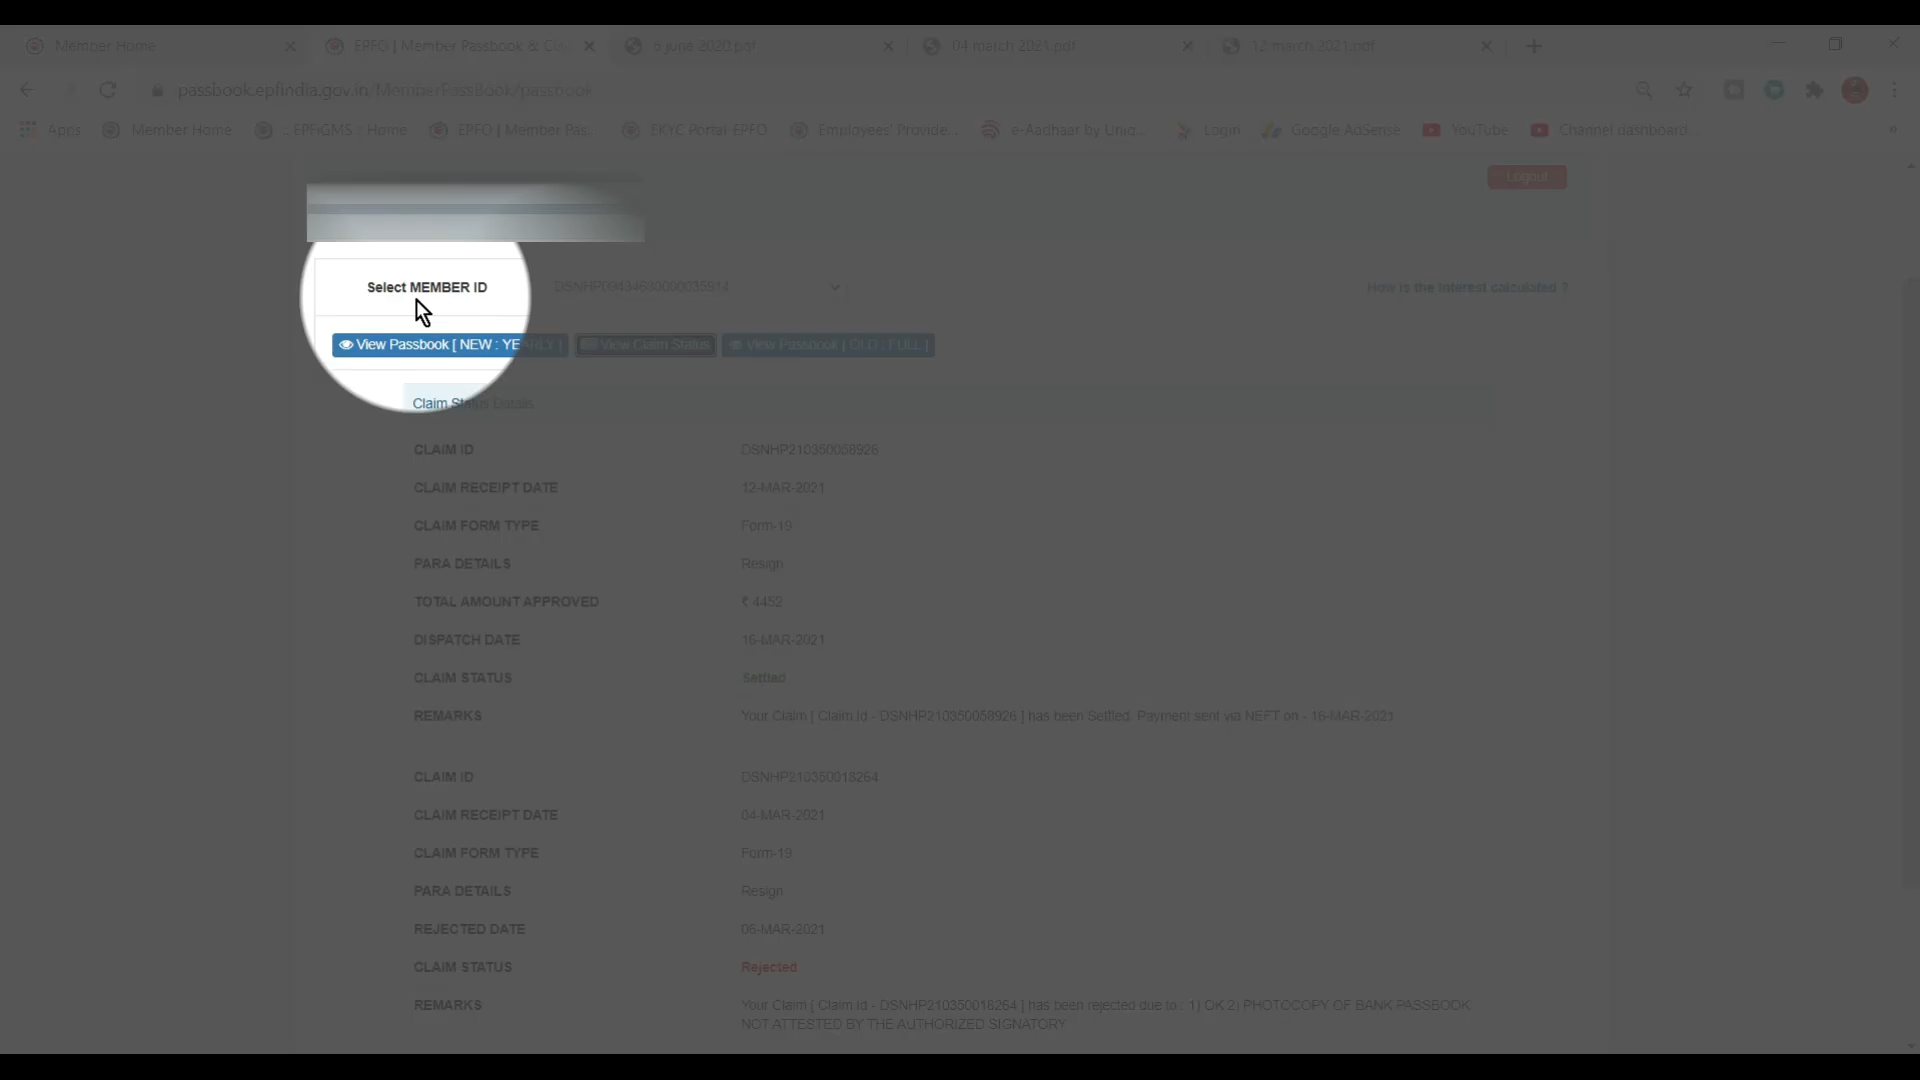 Member Home
EPFO | Member Passbook & Cla
6 june 2020.pdf
04 march 2021.pdf
12 march 2021.pdf
passbook.epfindia.gov.in/MemberPassBook/passbook
Apps
Member Home
:: EPFiGMS :: Home
EPFO | Member Pas...
EKYC Portal-EPFO
Employees' Provide...
e-Aadhaar by Uniq...
Login
Google AdSense
YouTube
Channel dashboard...
Logout
Select MEMBER ID
How is the Interest calculated ?
View Passbook [ NEW : YEARLY ]
View Claim Status
View Passbook [ OLD : FULL ]
Claim Status Details
CLAIM ID DSNHP210350058926
CLAIM RECEIPT DATE 12-MAR-2021
CLAIM FORM TYPE Form-19
PARA DETAILS Resign
TOTAL AMOUNT APPROVED ₹ 4452
DISPATCH DATE 16-MAR-2021
CLAIM STATUS Settled
REMARKS Your Claim [ Claim Id - DSNHP210350058926 ] has been Settled. Payment sent via NEFT on - 16-MAR-2021
CLAIM ID DSNHP210350018264
CLAIM RECEIPT DATE 04-MAR-2021
CLAIM FORM TYPE Form-19
PARA DETAILS Resign
REJECTED DATE 06-MAR-2021
CLAIM STATUS Rejected
REMARKS Your Claim [ Claim Id - DSNHP210350018264 ] has been rejected due to : 1) OK 2) PHOTOCOPY OF BANK PASSBOOK
NOT ATTESTED BY THE AUTHORIZED SIGNATORY